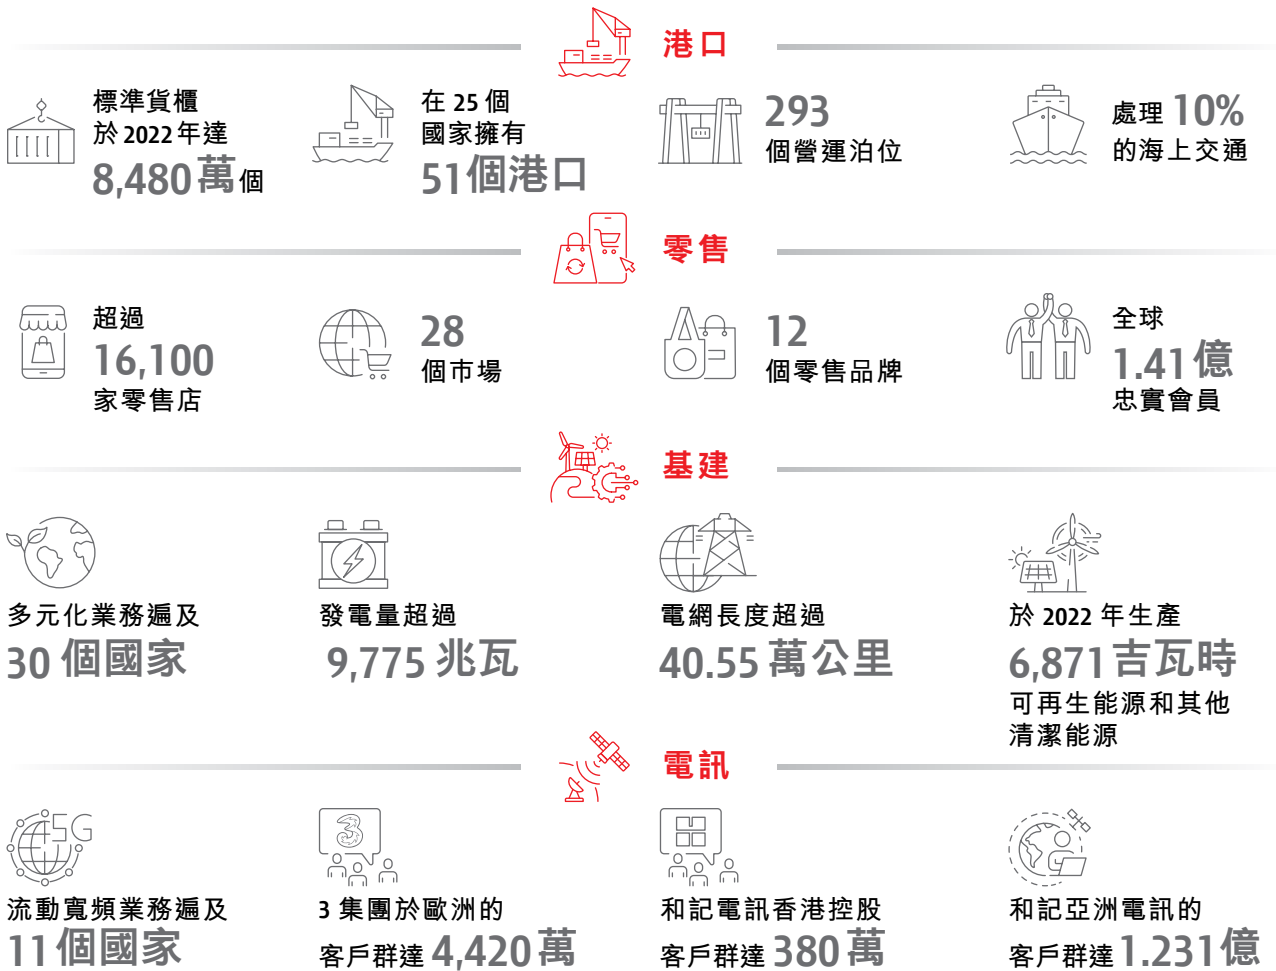 港口
標準貨櫃
於 2022 年達
8,480 萬個
在 25 個
國家擁有
51個港口
293
個營運泊位
處理 10%
的海上交通
零售
超過
16,100
家零售店
28
個市場
12
個零售品牌
全球
1.41 億
忠實會員
基建
多元化業務遍及
30 個國家
發電量超過
9,775 兆瓦
電網長度超過
40.55 萬公里
於 2022 年生產
6,871 吉瓦時
可再生能源和其他
清潔能源
電訊
5G
流動寬頻業務遍及
11 個國家
3
3 集團於歐洲的
客戶群達 4,420 萬
和記電訊香港控股
客戶群達 380 萬
和記亞洲電訊的
客戶群達 1.231 億